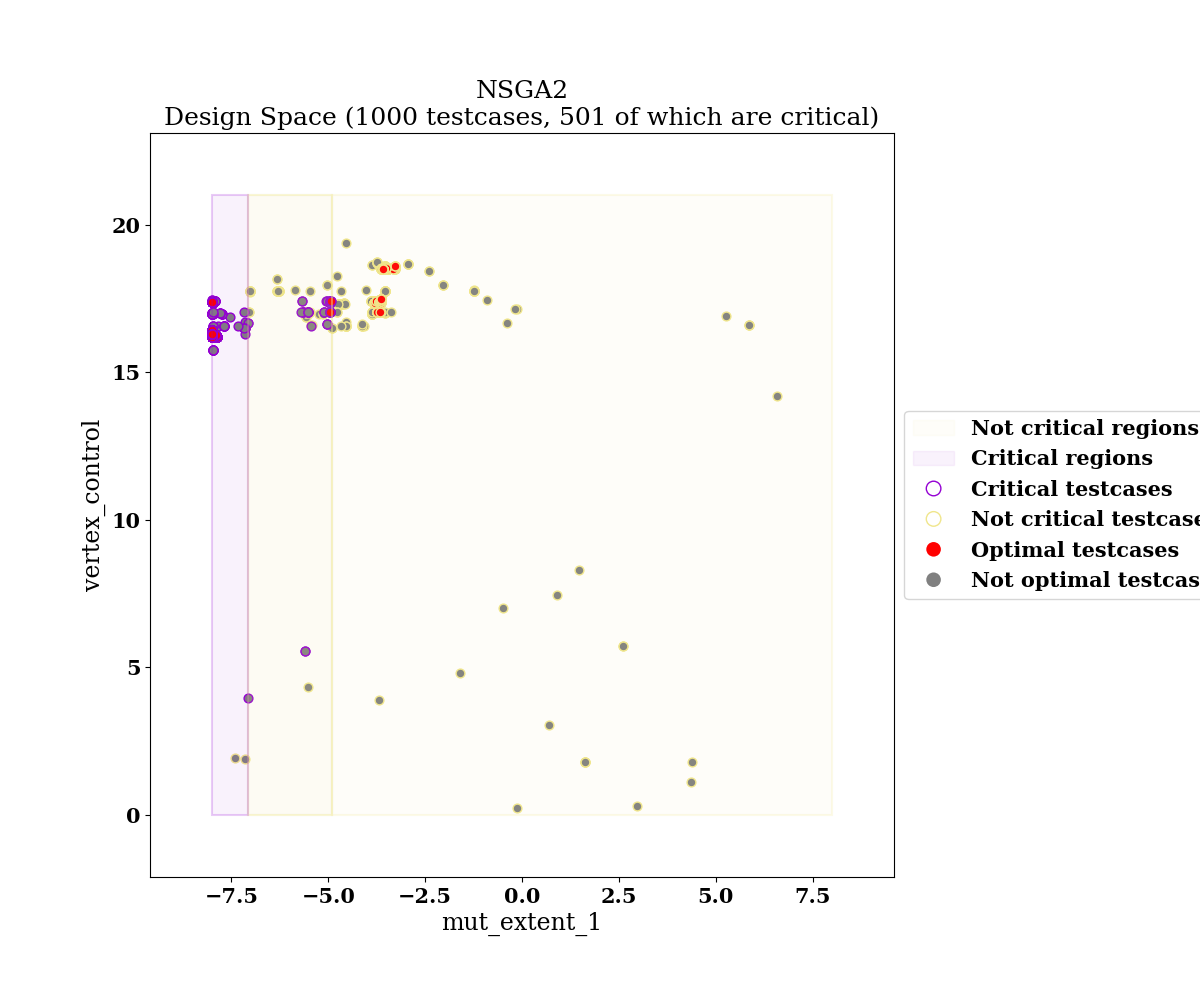 NSGA2
Design Space (1000 testcases, 501 of which are critical)
20
15
10
5
0
vertex_control
−7.5
−5.0
−2.5
0.0
2.5
5.0
7.5
mut_extent_1
Not critical regions
Critical regions
Critical testcases
Not critical testcase
Optimal testcases
Not optimal testcas